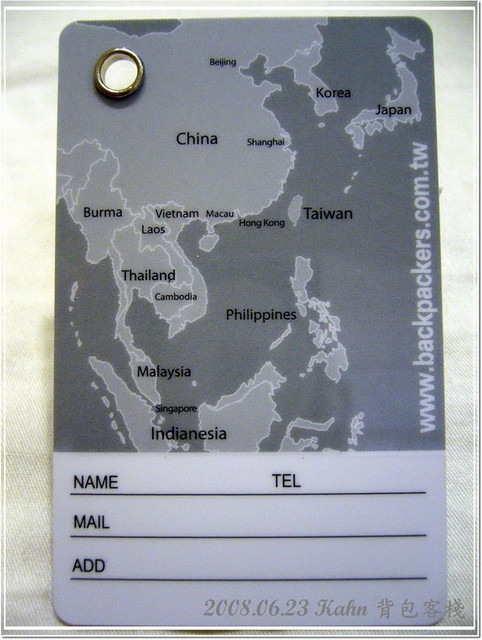 Beijing
Korea
Japan
China
Shanghai
Burma
Vietnam
Macau
Hong Kong
Taiwan
Laos
Thailand
Cambodia
Philippines
Malaysia
Singapore
Indianesia
www.backpackers.com.tw
NAME TEL
MAIL
ADD
2008.06.23 Kahn 背包客棧